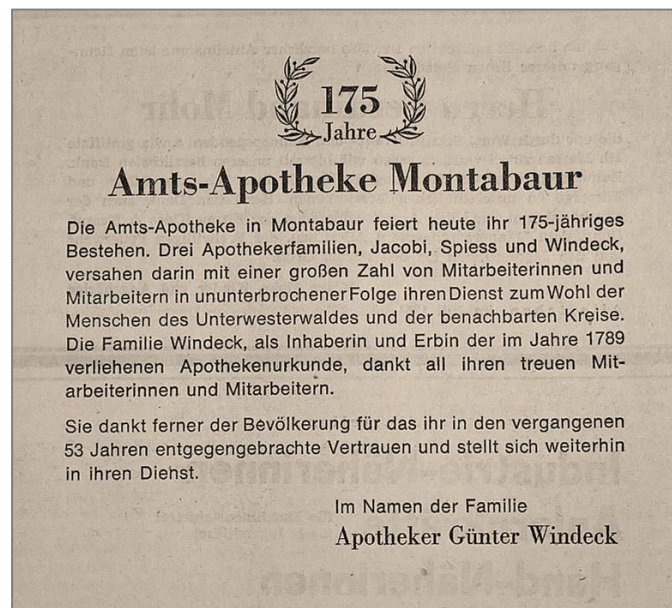 175
Jahre
Amts-Apotheke Montabaur
Die Amts-Apotheke in Montabaur feiert heute ihr 175-jähriges
Bestehen. Drei Apothekerfamilien, Jacobi, Spiess und Windeck,
versahen darin mit einer großen Zahl von Mitarbeiterinnen und
Mitarbeitern in ununterbrochener Folge ihren Dienst zum Wohl der
Menschen des Unterwesterwaldes und der benachbarten Kreise.
Die Familie Windeck, als Inhaberin und Erbin der im Jahre 1789
verliehenen Apothekenurkunde, dankt all ihren treuen Mit-
arbeiterinnen und Mitarbeitern.
Sie dankt ferner der Bevölkerung für das ihr in den vergangenen
53 Jahren entgegengebrachte Vertrauen und stellt sich weiterhin
in ihren Diehst.
Im Namen der Familie
Apotheker Günter Windeck